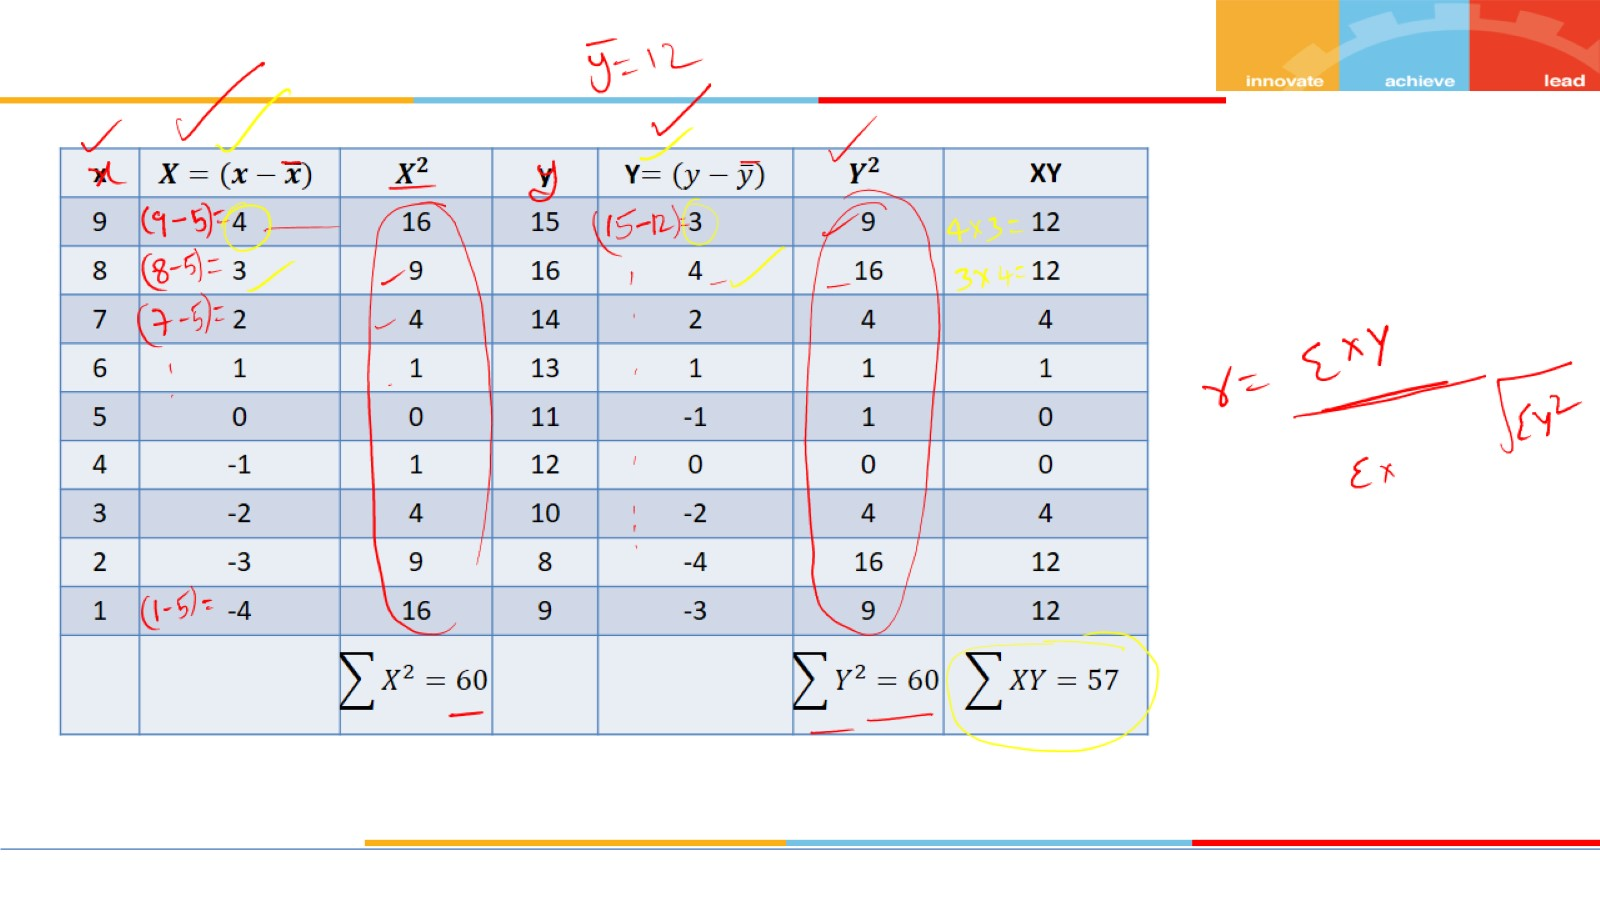 innovate achieve lead
y̅ = 12
x X = (x − x̅) X² y Y= (y − y̅) Y² XY
9 (9-5)= 4 16 15 (15-12)= 3 9 4x3= 12
8 (8-5)= 3 9 16 4 16 3x4= 12
7 (7-5)= 2 4 14 2 4 4
6 1 1 13 1 1 1
5 0 0 11 -1 1 0
4 -1 1 12 0 0 0
3 -2 4 10 -2 4 4
2 -3 9 8 -4 16 12
1 (1-5)= -4 16 9 -3 9 12
∑ X² = 60 ∑ Y² = 60 ∑ XY = 57
r = Σxy
Σx √Σy²